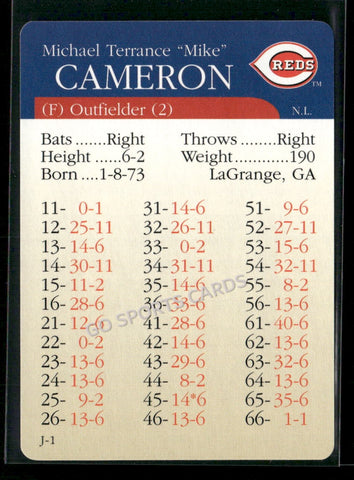 Michael Terrance “Mike”
CAMERON
REDS
TM
(F) Outfielder (2)
N.L.
Bats .......Right Throws .......Right
Height ......6-2 Weight............190
Born ....1-8-73 LaGrange, GA
11- 0-1 31-14-6 51- 9-6
12-25-11 32-26-11 52-27-11
13-14-6 33- 0-2 53-15-6
14-30-11 34-31-11 54-32-11
15-11-2 35-14-6 55- 8-2
16-28-6 36-33-6 56-13-6
21-12-6 41-28-6 61-40-6
22- 0-2 42-13-6 62-13-6
23-13-6 43-29-6 63-13-6
24-13-6 44- 8-2 64-32-6
25- 9-2 45-14*6 65-35-6
26-13-6 46-13-6 66- 1-1
J-1
GO SPORTS CARDS